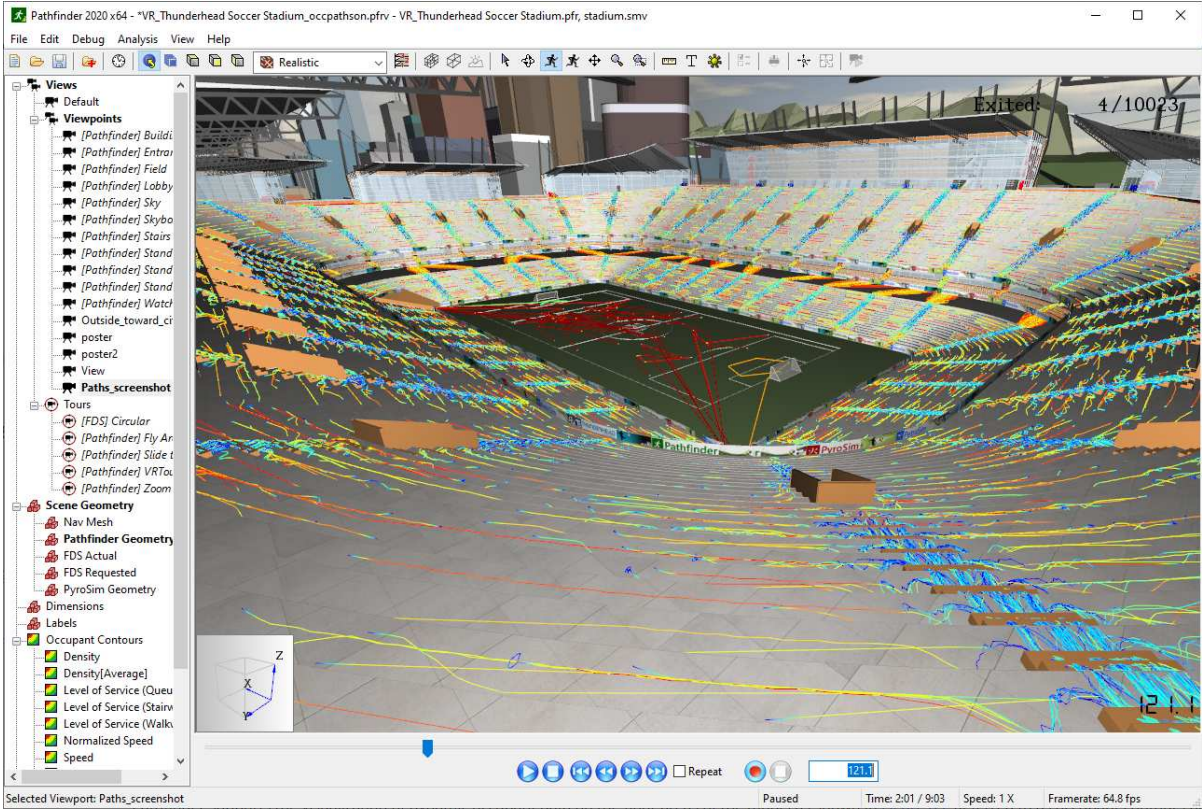 Pathfinder 2020 x64 - *VR_Thunderhead Soccer Stadium_occpathson.pfrv - VR_Thunderhead Soccer Stadium.pfr, stadium.smv
File Edit Debug Analysis View Help
Realistic
Views
Default
Viewpoints
[Pathfinder] Buildi
[Pathfinder] Entrar
[Pathfinder] Field
[Pathfinder] Lobby
[Pathfinder] Sky
[Pathfinder] Skybo
[Pathfinder] Stairs
[Pathfinder] Stand
[Pathfinder] Stand
[Pathfinder] Stand
[Pathfinder] Watch
Outside_toward_ci
poster
poster2
View
Paths_screenshot
Tours
[FDS] Circular
[Pathfinder] Fly Ar
[Pathfinder] Slide t
[Pathfinder] VRTou
[Pathfinder] Zoom
Scene Geometry
Nav Mesh
Pathfinder Geometry
FDS Actual
FDS Requested
PyroSim Geometry
Dimensions
Labels
Occupant Contours
Density
Density[Average]
Level of Service (Queu
Level of Service (Stairw
Level of Service (Walkw
Normalized Speed
Speed
Exited: 4/10023
Pathfinder
PyroSim
Z
X
Y
121.1
Repeat
121.1
Selected Viewport: Paths_screenshot
Paused
Time: 2:01 / 9:03
Speed: 1 X
Framerate: 64.8 fps